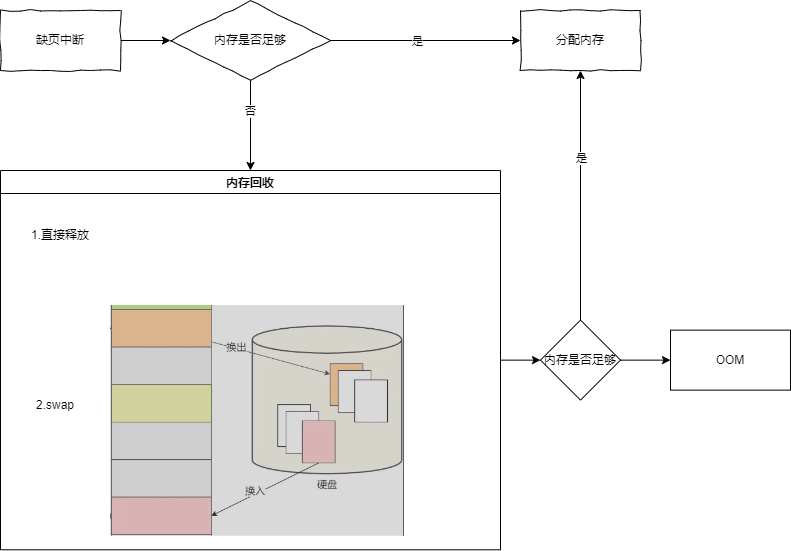 缺页中断
内存是否足够
是
分配内存
否
内存回收
是
1.直接释放
换出
内存是否足够
OOM
2.swap
硬盘
换入